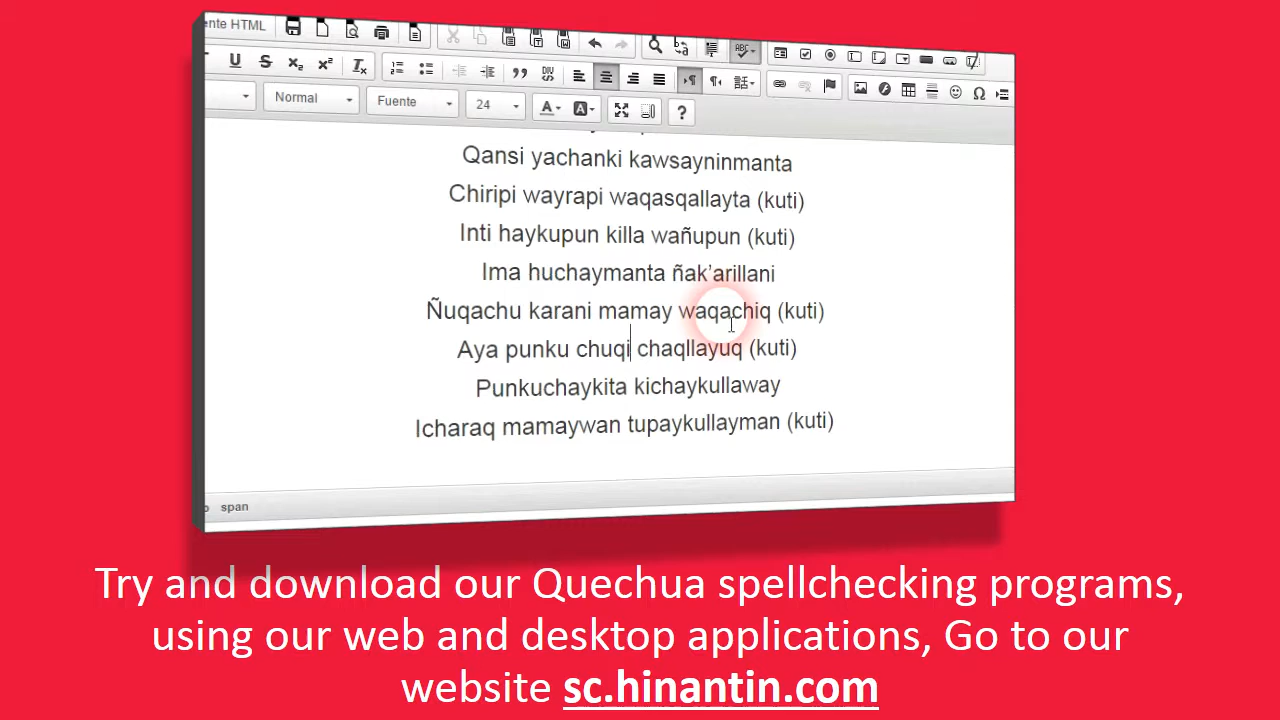 ente HTML
Normal Fuente 24
Qansi yachanki kawsayninmanta
Chiripi wayrapi waqasqallayta (kuti)
Inti haykupun killa wañupun (kuti)
Ima huchaymanta ñak’arillani
Ñuqachu karani mamay waqachiq (kuti)
Aya punku chuqi chaqllayuq (kuti)
Punkuchaykita kichaykullaway
Icharaq mamaywan tupaykullayman (kuti)
span
Try and download our Quechua spellchecking programs,
using our web and desktop applications, Go to our
website sc.hinantin.com